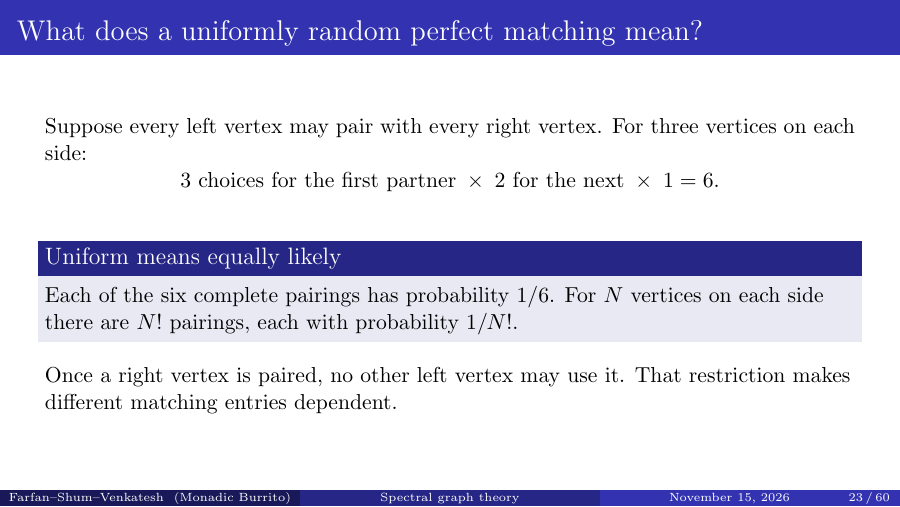 What does a uniformly random perfect matching mean?
Suppose every left vertex may pair with every right vertex. For three vertices on each
side:
3 choices for the first partner × 2 for the next × 1 = 6.
Uniform means equally likely
Each of the six complete pairings has probability 1/6. For N vertices on each side
there are N! pairings, each with probability 1/N!.
Once a right vertex is paired, no other left vertex may use it. That restriction makes
different matching entries dependent.
Farfan–Shum–Venkatesh (Monadic Burrito) Spectral graph theory November 15, 2026 23 / 60